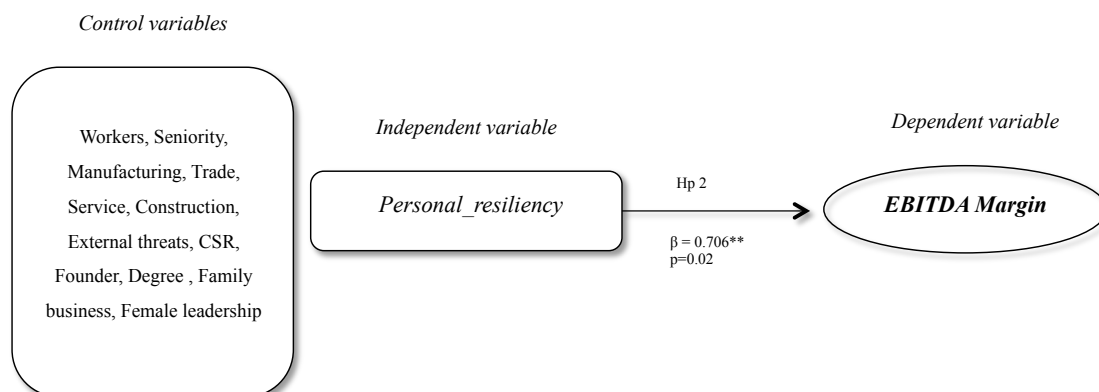 Control variables
Workers, Seniority,
Manufacturing, Trade,
Service, Construction,
External threats, CSR,
Founder, Degree , Family
business, Female leadership
Independent variable
Personal_resiliency
Hp 2
β = 0.706**
p=0.02
Dependent variable
EBITDA Margin